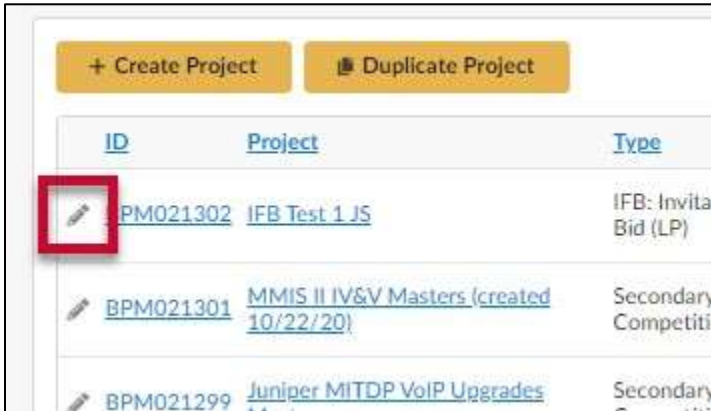 + Create Project
Duplicate Project
ID Project Type
BPM021302 IFB Test 1 JS IFB: Invita
Bid (LP)
BPM021301 MMIS II IV&V Masters (created Secondary
10/22/20) Competiti
BPM021299 Juniper MITDP VoIP Upgrades Secondary